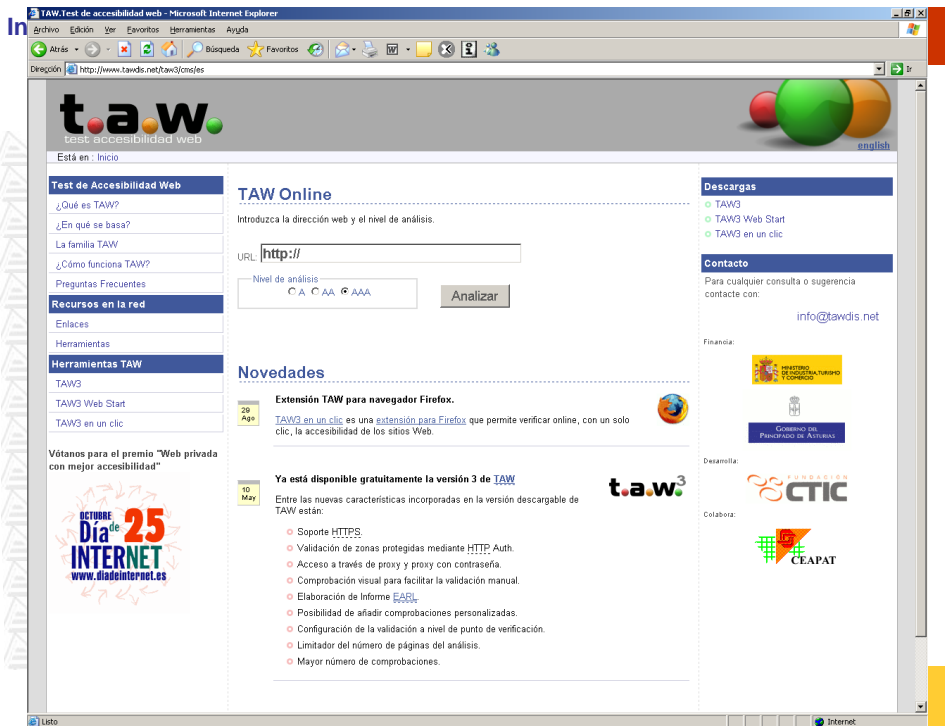 In
TAW.Test de accesibilidad web - Microsoft Internet Explorer
Archivo Edición Ver Favoritos Herramientas Ayuda
Atrás Búsqueda Favoritos
Dirección http://www.tawdis.net/taw3/cms/es Ir
t.a.w.
test accesibilidad web
english
Está en : Inicio
Test de Accesibilidad Web
¿Qué es TAW?
¿En qué se basa?
La familia TAW
¿Cómo funciona TAW?
Preguntas Frecuentes
Recursos en la red
Enlaces
Herramientas
Herramientas TAW
TAW3
TAW3 Web Start
TAW3 en un clic
Vótanos para el premio "Web privada
con mejor accesibilidad"
OCTUBRE
Día de 25
INTERNET
www.diadeinternet.es
TAW Online
Introduzca la dirección web y el nivel de análisis.
URL: http://
Nivel de análisis
A AA AAA
Analizar
Novedades
29
Ago
Extensión TAW para navegador Firefox.
TAW3 en un clic es una extensión para Firefox que permite verificar online, con un solo
clic, la accesibilidad de los sitios Web.
10
May
Ya está disponible gratuitamente la versión 3 de TAW
t.a.w.3
Entre las nuevas características incorporadas en la versión descargable de
TAW están:
Soporte HTTPS.
Validación de zonas protegidas mediante HTTP Auth.
Acceso a través de proxy y proxy con contraseña.
Comprobación visual para facilitar la validación manual.
Elaboración de Informe EARL.
Posibilidad de añadir comprobaciones personalizadas.
Configuración de la validación a nivel de punto de verificación.
Limitador del número de páginas del análisis.
Mayor número de comprobaciones.
Descargas
TAW3
TAW3 Web Start
TAW3 en un clic
Contacto
Para cualquier consulta o sugerencia
contacte con:
info@tawdis.net
Financia:
MINISTERIO
DE INDUSTRIA, TURISMO
Y COMERCIO
GOBIERNO DEL
PRINCIPADO DE ASTURIAS
Desarrolla:
FUNDACIÓN
CTIC
Colabora:
CEAPAT
Listo
Internet